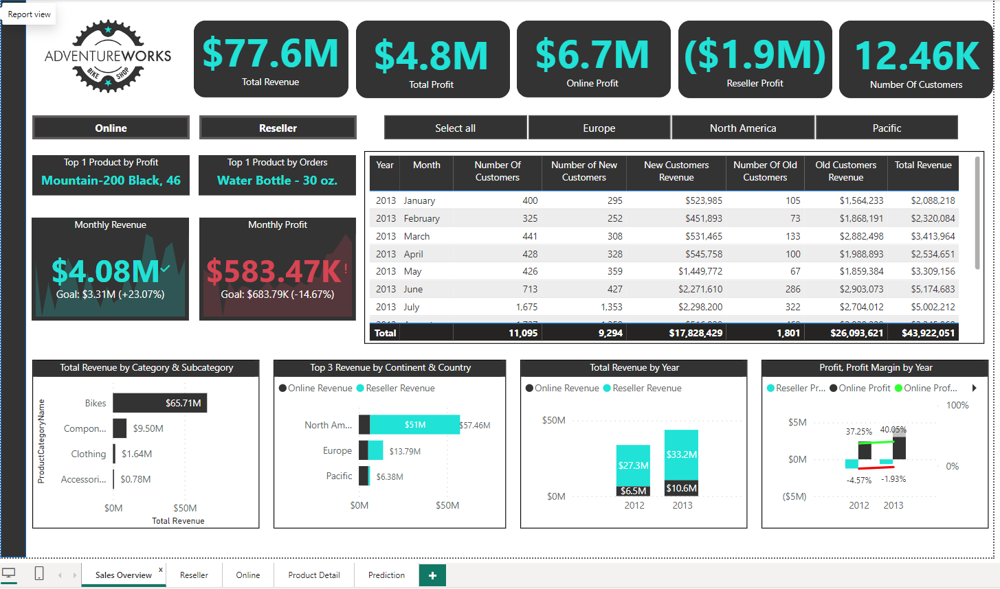 Report view
ADVENTUREWORKS
BIKE SHOP
$77.6M
Total Revenue
$4.8M
Total Profit
$6.7M
Online Profit
($1.9M)
Reseller Profit
12.46K
Number Of Customers
Online
Reseller
Select all
Europe
North America
Pacific
Top 1 Product by Profit
Mountain-200 Black, 46
Top 1 Product by Orders
Water Bottle - 30 oz.
Monthly Revenue
$4.08M
Goal: $3.31M (+23.07%)
Monthly Profit
$583.47K!
Goal: $683.79K (-14.67%)
Year Month Number Of Customers Number of New Customers New Customers Revenue Number Of Old Customers Old Customers Revenue Total Revenue
2013 January 400 295 $523,985 105 $1,564,233 $2,088,218
2013 February 325 252 $451,893 73 $1,868,191 $2,320,084
2013 March 441 308 $531,465 133 $2,882,498 $3,413,964
2013 April 428 328 $545,758 100 $1,988,893 $2,534,651
2013 May 426 359 $1,449,772 67 $1,859,384 $3,309,156
2013 June 713 427 $2,271,610 286 $2,903,073 $5,174,683
2013 July 1,675 1,353 $2,298,200 322 $2,704,012 $5,002,212
Total 11,095 9,294 $17,828,429 1,801 $26,093,621 $43,922,051
Total Revenue by Category & Subcategory
ProductCategoryName
Bikes $65.71M
Compon... $9.50M
Clothing $1.64M
Accessori... $0.78M
$0M $50M
Total Revenue
Top 3 Revenue by Continent & Country
Online Revenue Reseller Revenue
North Am... $51M $57.46M
Europe $13.79M
Pacific $6.38M
$0M $50M
Total Revenue by Year
Online Revenue Reseller Revenue
$50M
$0M
$27.3M
$6.5M
$33.2M
$10.6M
2012 2013
Profit, Profit Margin by Year
Reseller Pr... Online Profit Online Prof...
100%
$5M
37.25% 40.05%
$0M
0%
-4.57% -1.93%
($5M)
2012 2013
Sales Overview x
Reseller
Online
Product Detail
Prediction
+